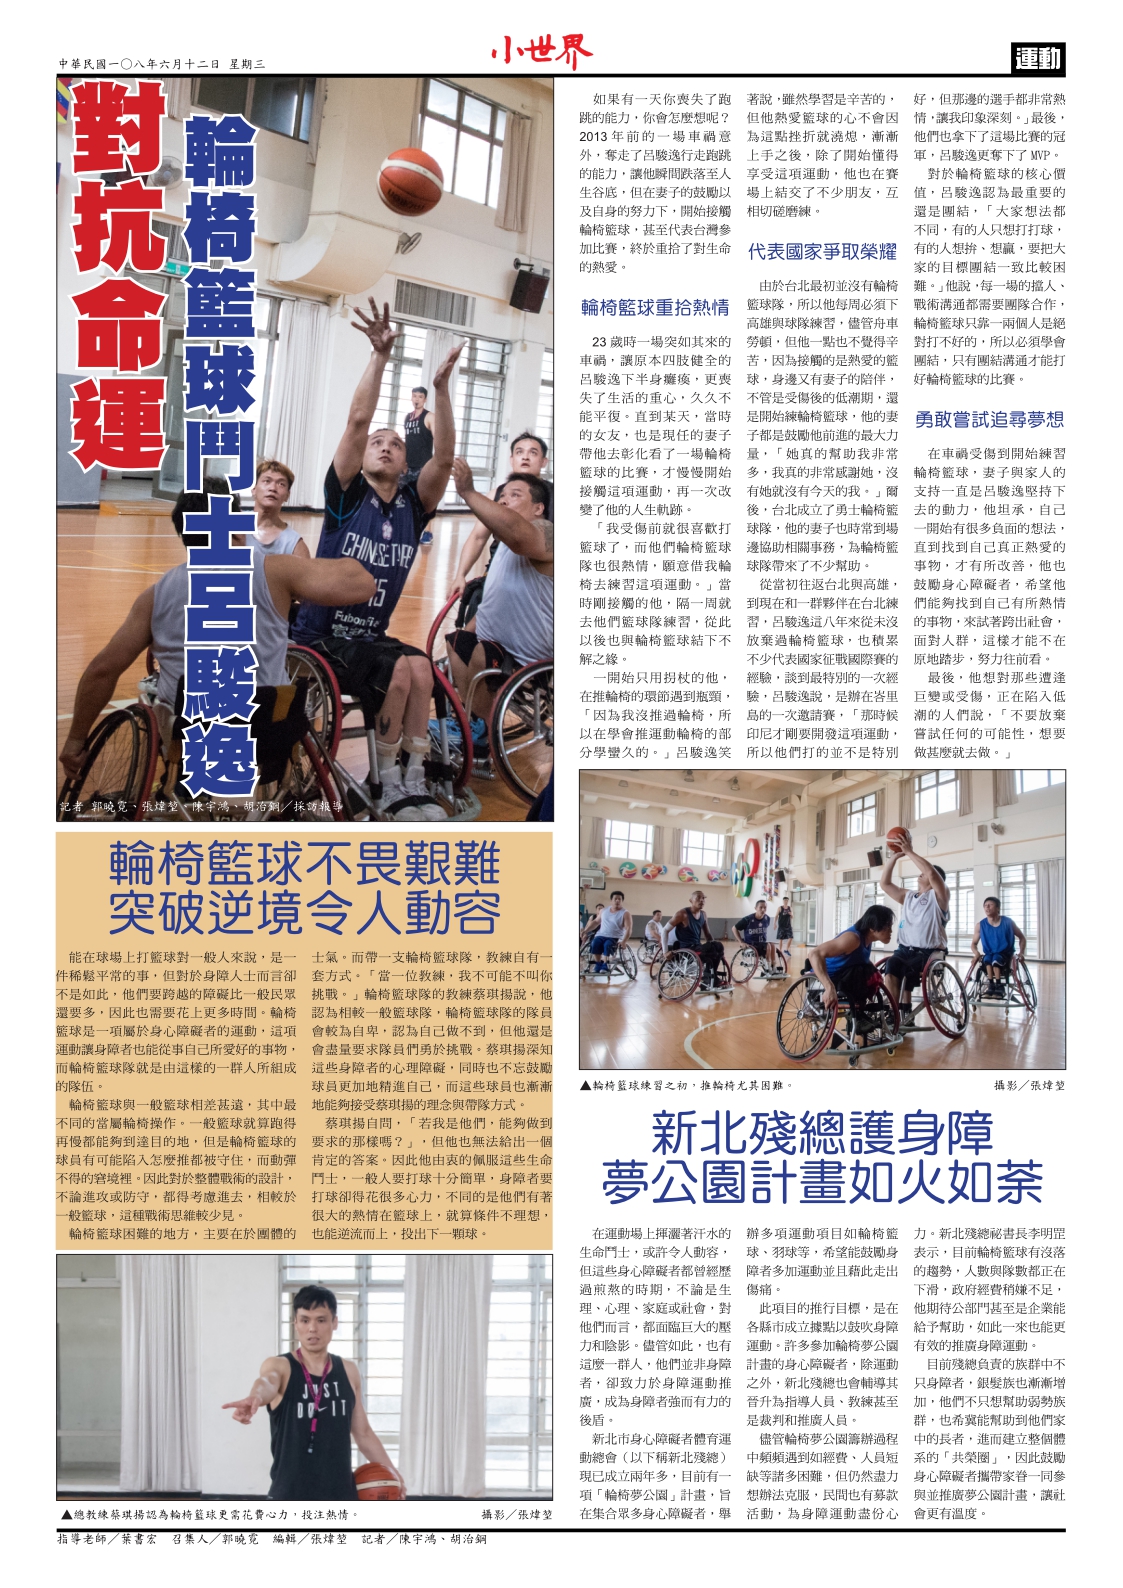 中華民國一○八年六月十二日 星期三
小世界
運動
對抗命運
輪椅籃球鬥士呂駿逸
CHINESE TAIPEI
15
Fubon Fin
記者 郭曉寬、張煒堃、陳宇鴻、胡治銅／採訪報導
如果有一天你喪失了跑
跳的能力，你會怎麼想呢？
2013 年前的一場車禍意
外，奪走了呂駿逸行走跑跳
的能力，讓他瞬間跌落至人
生谷底，但在妻子的鼓勵以
及自身的努力下，開始接觸
輪椅籃球，甚至代表台灣參
加比賽，終於重拾了對生命
的熱愛。
輪椅籃球重拾熱情
23 歲時一場突如其來的
車禍，讓原本四肢健全的
呂駿逸下半身癱瘓，更喪
失了生活的重心，久久不
能平復。直到某天，當時
的女友，也是現任的妻子
帶他去彰化看了一場輪椅
籃球的比賽，才慢慢開始
接觸這項運動，再一次改
變了他的人生軌跡。
「我受傷前就很喜歡打
籃球了，而他們輪椅籃球
隊也很熱情，願意借我輪
椅去練習這項運動。」當
時剛接觸的他，隔一周就
去他們籃球隊練習，從此
以後也與輪椅籃球結下不
解之緣。
一開始只用拐杖的他，
在推輪椅的環節遇到瓶頸，
「因為我沒推過輪椅，所
以在學會推運動輪椅的部
分學蠻久的。」呂駿逸笑
著說，雖然學習是辛苦的，
但他熱愛籃球的心不會因
為這點挫折就澆熄，漸漸
上手之後，除了開始懂得
享受這項運動，他也在賽
場上結交了不少朋友，互
相切磋磨練。
代表國家爭取榮耀
由於台北最初並沒有輪椅
籃球隊，所以他每周必須下
高雄與球隊練習，儘管舟車
勞頓，但他一點也不覺得辛
苦，因為接觸的是熱愛的籃
球，身邊又有妻子的陪伴，
不管是受傷後的低潮期，還
是開始練輪椅籃球，他的妻
子都是鼓勵他前進的最大力
量，「她真的幫助我非常
多，我真的非常感謝她，沒
有她就沒有今天的我。」爾
後，台北成立了勇士輪椅籃
球隊，他的妻子也時常到場
邊協助相關事務，為輪椅籃
球隊帶來了不少幫助。
從當初往返台北與高雄，
到現在和一群夥伴在台北練
習，呂駿逸這八年來從未沒
放棄過輪椅籃球，也積累
不少代表國家征戰國際賽的
經驗，談到最特別的一次經
驗，呂駿逸說，是辦在峇里
島的一次邀請賽，「那時候
印尼才剛要開發這項運動，
所以他們打的並不是特別
好，但那邊的選手都非常熱
情，讓我印象深刻。」最後，
他們也拿下了這場比賽的冠
軍，呂駿逸更奪下了 MVP。
對於輪椅籃球的核心價
值，呂駿逸認為最重要的
還是團結，「大家想法都
不同，有的人只想打打球，
有的人想拚、想贏，要把大
家的目標團結一致比較困
難。」他說，每一場的擋人、
戰術溝通都需要團隊合作，
輪椅籃球只靠一兩個人是絕
對打不好的，所以必須學會
團結，只有團結溝通才能打
好輪椅籃球的比賽。
勇敢嘗試追尋夢想
在車禍受傷到開始練習
輪椅籃球，妻子與家人的
支持一直是呂駿逸堅持下
去的動力，他坦承，自己
一開始有很多負面的想法，
直到找到自己真正熱愛的
事物，才有所改善，他也
鼓勵身心障礙者，希望他
們能夠找到自己有所熱情
的事物，來試著跨出社會，
面對人群，這樣才能不在
原地踏步，努力往前看。
最後，他想對那些遭逢
巨變或受傷，正在陷入低
潮的人們說，「不要放棄
嘗試任何的可能性，想要
做甚麼就去做。」
▲輪椅籃球練習之初，推輪椅尤其困難。
攝影／張煒堃
輪椅籃球不畏艱難
突破逆境令人動容
能在球場上打籃球對一般人來說，是一
件稀鬆平常的事，但對於身障人士而言卻
不是如此，他們要跨越的障礙比一般民眾
還要多，因此也需要花上更多時間。輪椅
籃球是一項屬於身心障礙者的運動，這項
運動讓身障者也能從事自己所愛好的事物，
而輪椅籃球隊就是由這樣的一群人所組成
的隊伍。
輪椅籃球與一般籃球相差甚遠，其中最
不同的當屬輪椅操作。一般籃球就算跑得
再慢都能夠到達目的地，但是輪椅籃球的
球員有可能陷入怎麼推都被守住，而動彈
不得的窘境裡。因此對於整體戰術的設計，
不論進攻或防守，都得考慮進去，相較於
一般籃球，這種戰術思維較少見。
輪椅籃球困難的地方，主要在於團體的
士氣。而帶一支輪椅籃球隊，教練自有一
套方式。「當一位教練，我不可能不叫你
挑戰。」輪椅籃球隊的教練蔡琪揚說，他
認為相較一般籃球隊，輪椅籃球隊的隊員
會較為自卑，認為自己做不到，但他還是
會盡量要求隊員們勇於挑戰。蔡琪揚深知
這些身障者的心理障礙，同時也不忘鼓勵
球員更加地精進自己，而這些球員也漸漸
地能夠接受蔡琪揚的理念與帶隊方式。
蔡琪揚自問，「若我是他們，能夠做到
要求的那樣嗎？」，但他也無法給出一個
肯定的答案。因此他由衷的佩服這些生命
鬥士，一般人要打球十分簡單，身障者要
打球卻得花很多心力，不同的是他們有著
很大的熱情在籃球上，就算條件不理想，
也能逆流而上，投出下一顆球。
JUST
DO IT
▲總教練蔡琪揚認為輪椅籃球更需花費心力，投注熱情。
攝影／張煒堃
新北殘總護身障
夢公園計畫如火如荼
在運動場上揮灑著汗水的
生命鬥士，或許令人動容，
但這些身心障礙者都曾經歷
過煎熬的時期，不論是生
理、心理、家庭或社會，對
他們而言，都面臨巨大的壓
力和陰影。儘管如此，也有
這麼一群人，他們並非身障
者，卻致力於身障運動推
廣，成為身障者強而有力的
後盾。
新北市身心障礙者體育運
動總會（以下稱新北殘總）
現已成立兩年多，目前有一
項「輪椅夢公園」計畫，旨
在集合眾多身心障礙者，舉
辦多項運動項目如輪椅籃
球、羽球等，希望能鼓勵身
障者多加運動並且藉此走出
傷痛。
此項目的推行目標，是在
各縣市成立據點以鼓吹身障
運動。許多參加輪椅夢公園
計畫的身心障礙者，除運動
之外，新北殘總也會輔導其
晉升為指導人員、教練甚至
是裁判和推廣人員。
儘管輪椅夢公園籌辦過程
中頻頻遇到如經費、人員短
缺等諸多困難，但仍然盡力
想辦法克服，民間也有募款
活動，為身障運動盡份心
力。新北殘總祕書長李明罡
表示，目前輪椅籃球有沒落
的趨勢，人數與隊數都正在
下滑，政府經費稍嫌不足，
他期待公部門甚至是企業能
給予幫助，如此一來也能更
有效的推廣身障運動。
目前殘總負責的族群中不
只身障者，銀髮族也漸漸增
加，他們不只想幫助弱勢族
群，也希冀能幫助到他們家
中的長者，進而建立整個體
系的「共榮圈」，因此鼓勵
身心障礙者攜帶家眷一同參
與並推廣夢公園計畫，讓社
會更有溫度。
指導老師／葉書宏 召集人／郭曉寬 編輯／張煒堃 記者／陳宇鴻、胡治銅